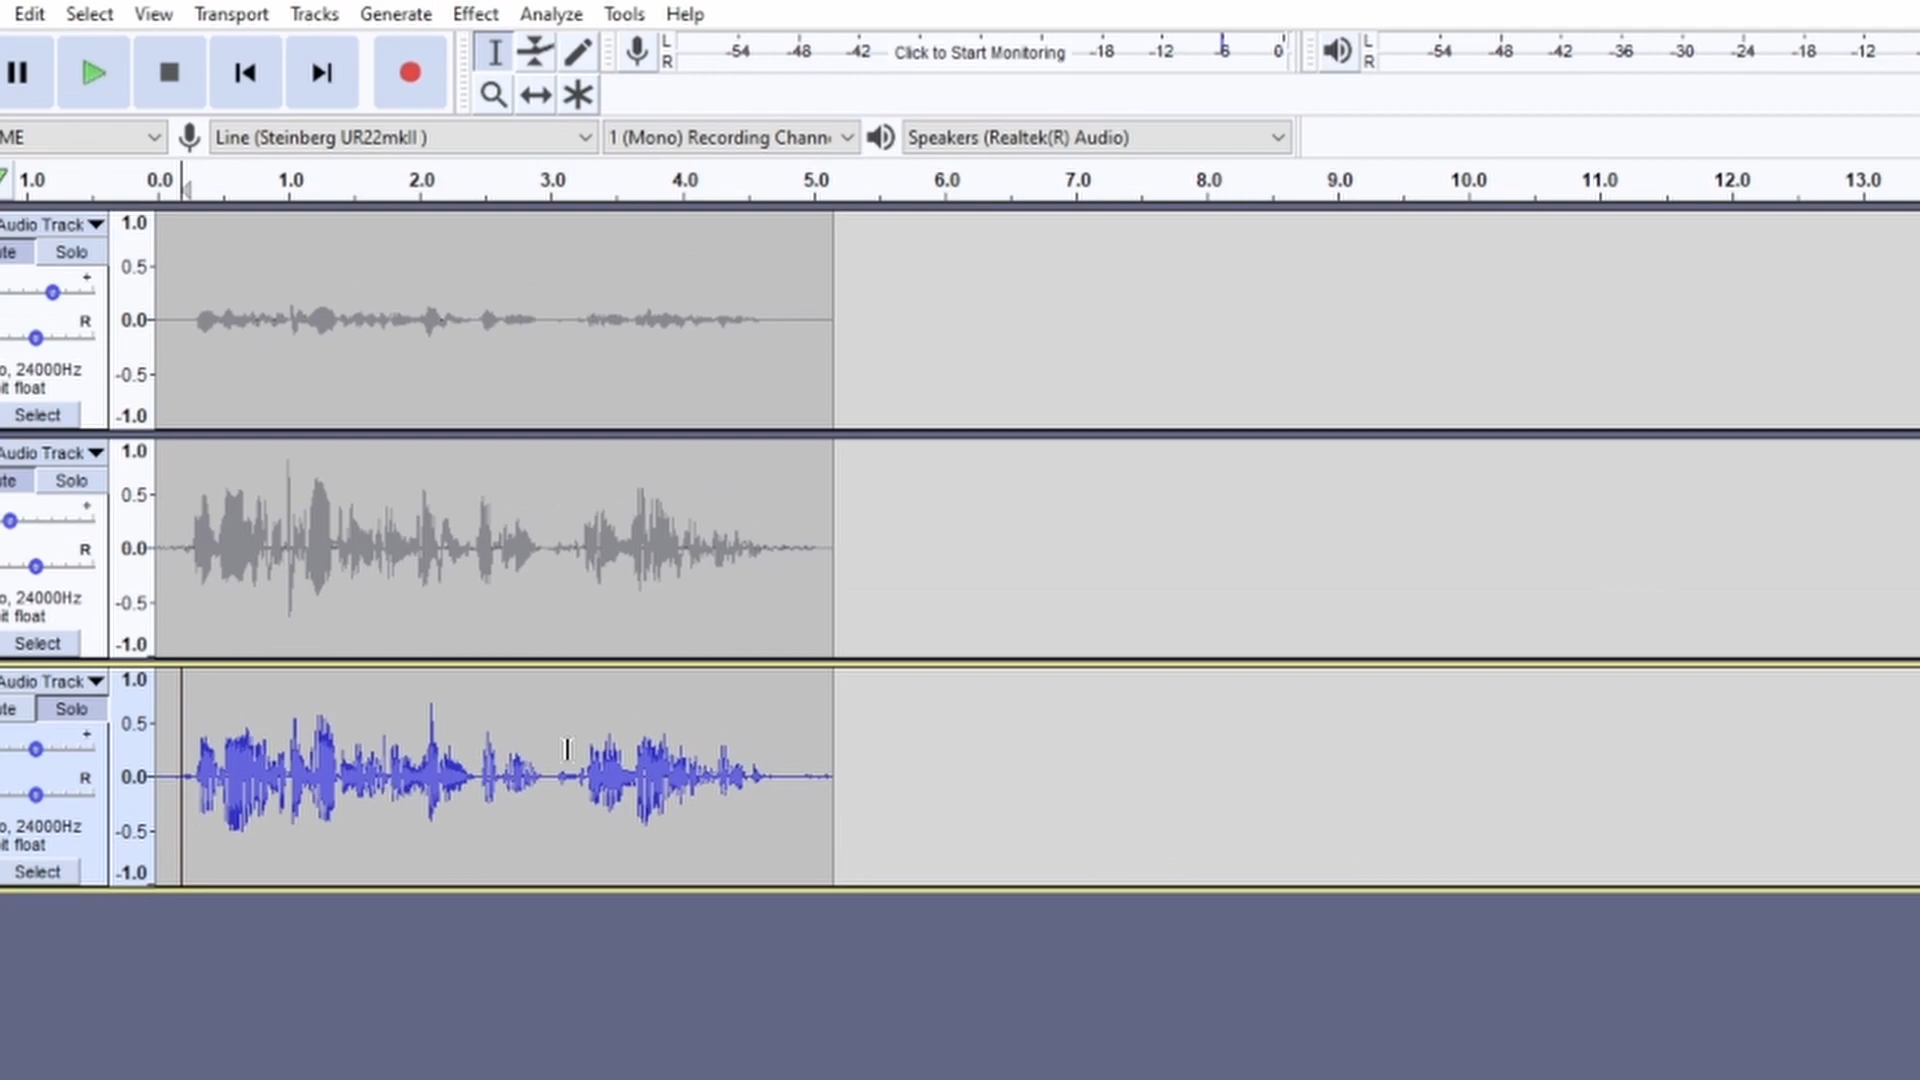 Edit Select View Transport Tracks Generate Effect Analyze Tools Help
L
R
-54 -48 -42 Click to Start Monitoring -18 -12 -6 0
L
R
-54 -48 -42 -36 -30 -24 -18 -12
ME Line (Steinberg UR22mkII ) 1 (Mono) Recording Chann Speakers (Realtek(R) Audio)
1.0 0.0 1.0 2.0 3.0 4.0 5.0 6.0 7.0 8.0 9.0 10.0 11.0 12.0 13.0
Audio Track 1.0
te Solo
0.5
+
0.0
R
o, 24000Hz
-0.5
it float
Select -1.0
Audio Track 1.0
te Solo
0.5
+
0.0
R
o, 24000Hz
-0.5
it float
Select -1.0
Audio Track 1.0
te Solo
0.5
+
0.0
R
o, 24000Hz
-0.5
it float
Select -1.0